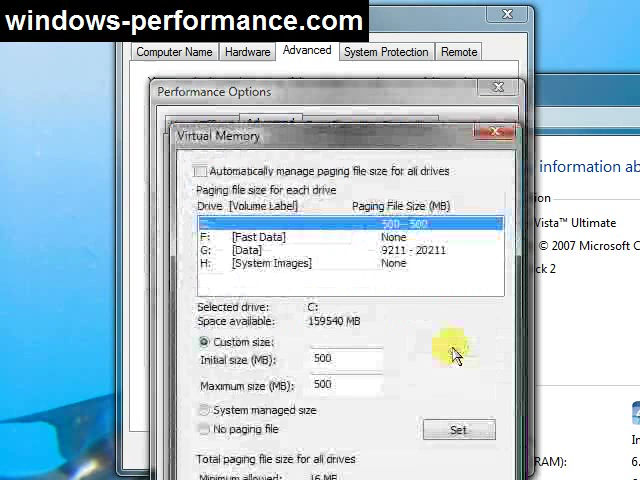 windows-performance.com
Computer Name Hardware Advanced System Protection Remote
Performance Options
Virtual Memory
information ab
Automatically manage paging file size for all drives
Paging file size for each drive
ion
Drive [Volume Label] Paging File Size (MB)
Vista™ Ultimate
500 - 500
F: [Fast Data] None
© 2007 Microsoft C
G: [Data] 9211 - 20211
H: [System Images] None
ck 2
Selected drive: C:
Space available: 159540 MB
Custom size:
Initial size (MB): 500
Maximum size (MB): 500
System managed size
No paging file Set
Total paging file size for all drives
Minimum allowed: 16 MB
In
RAM): 6.